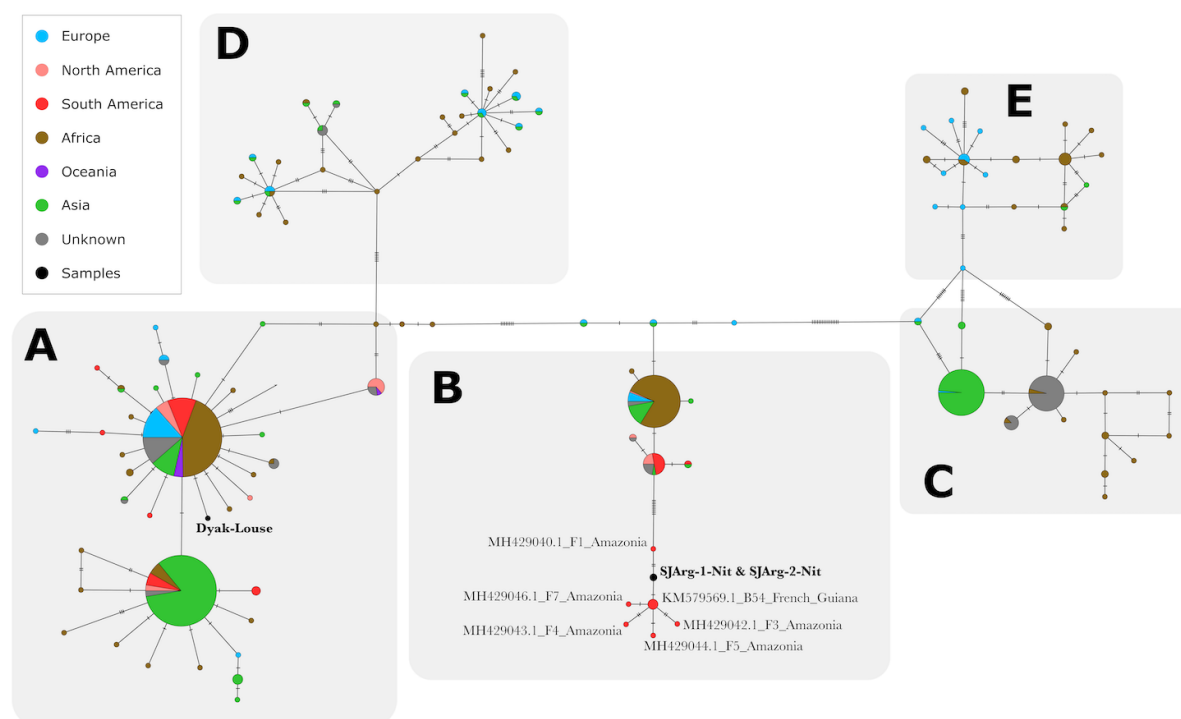 Europe
North America
South America
Africa
Oceania
Asia
Unknown
Samples
D
E
A
B
C
Dyak-Louse
MH429040.1_F1_Amazonia
SJArg-1-Nit & SJArg-2-Nit
MH429046.1_F7_Amazonia
KM579569.1_B54_French_Guiana
MH429043.1_F4_Amazonia
MH429042.1_F3_Amazonia
MH429044.1_F5_Amazonia